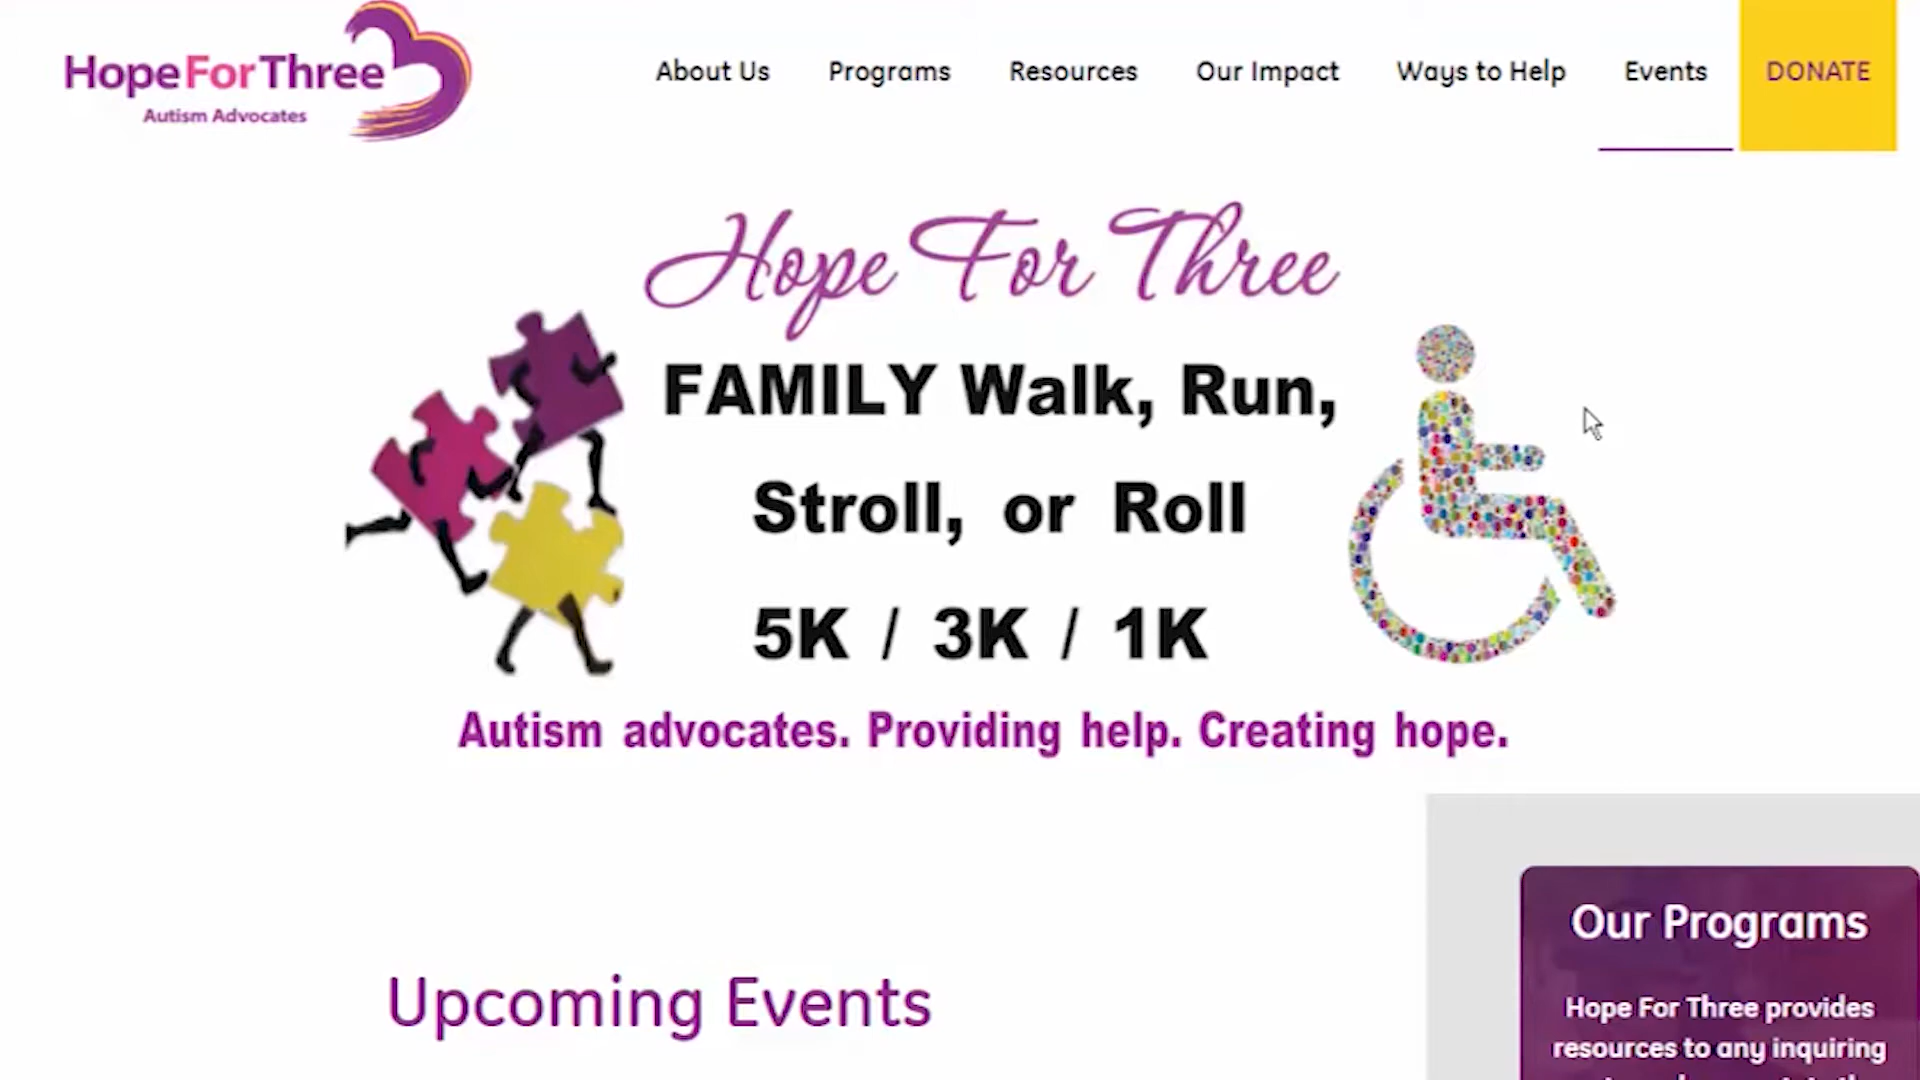 HopeForThree
Autism Advocates
About Us
Programs
Resources
Our Impact
Ways to Help
Events
DONATE
Hope For Three
FAMILY Walk, Run,
Stroll, or Roll
5K / 3K / 1K
Autism advocates. Providing help. Creating hope.
Upcoming Events
Our Programs
Hope For Three provides
resources to any inquiring